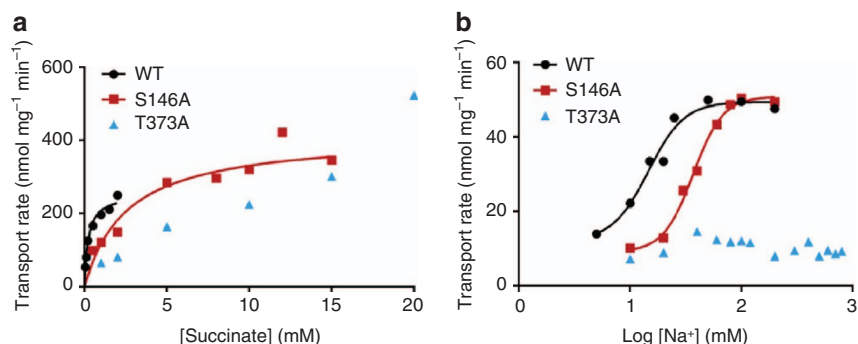 a
Transport rate (nmol mg⁻¹ min⁻¹)
600
400
200
0
WT
S146A
T373A
0 5 10 15 20
[Succinate] (mM)
b
Transport rate (nmol mg⁻¹ min⁻¹)
60
40
20
0
WT
S146A
T373A
0 1 2 3
Log [Na⁺] (mM)